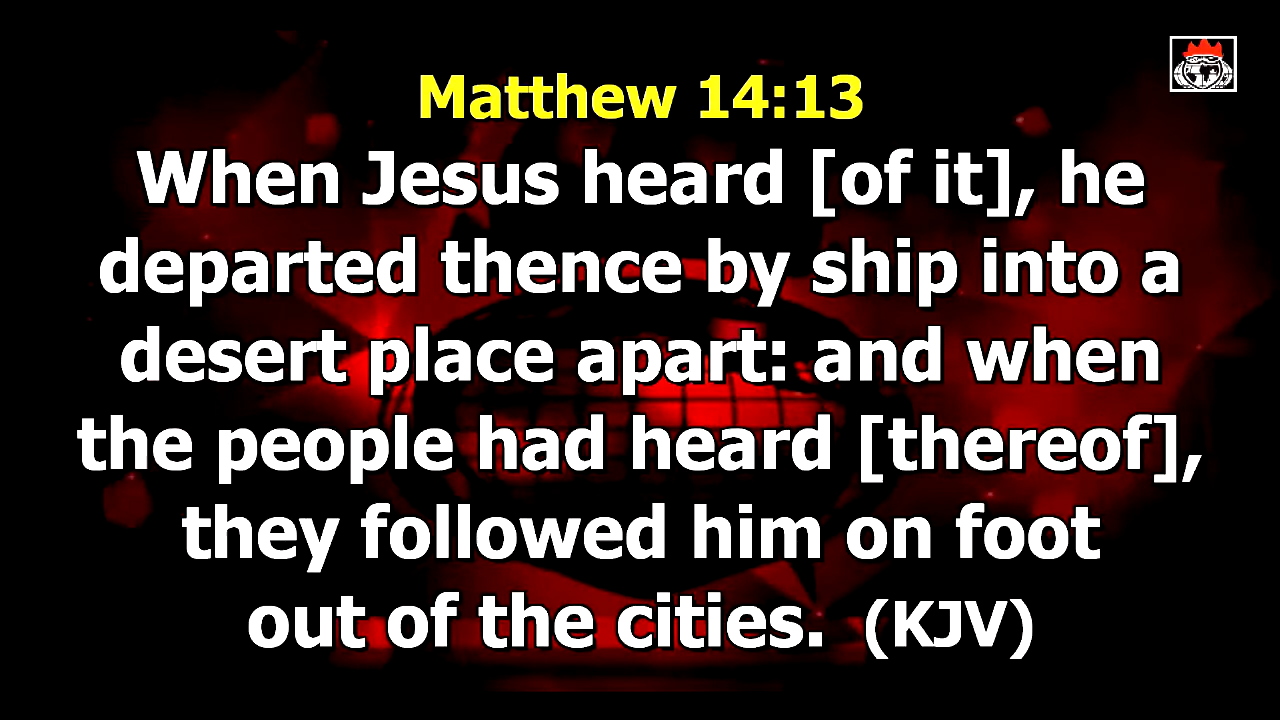 Matthew 14:13
When Jesus heard [of it], he
departed thence by ship into a
desert place apart: and when
the people had heard [thereof],
they followed him on foot
out of the cities. (KJV)